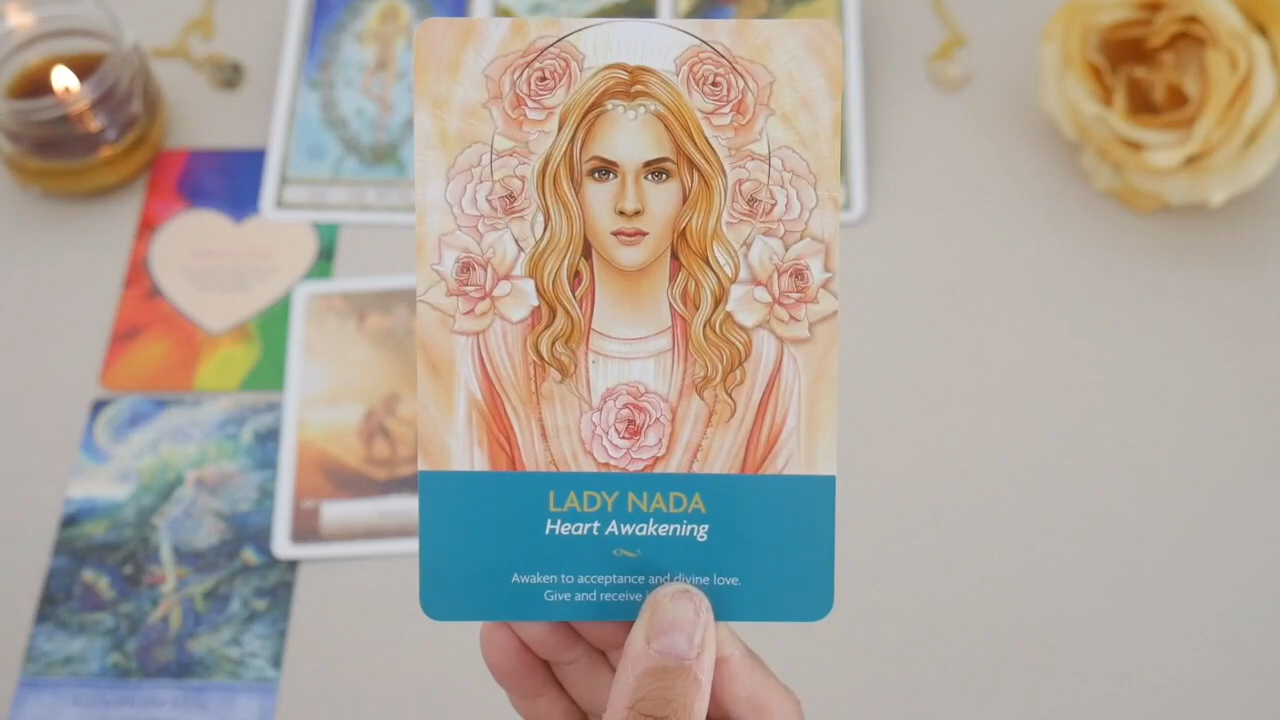 LADY NADA
Heart Awakening
Awaken to acceptance and divine love.
Give and receive